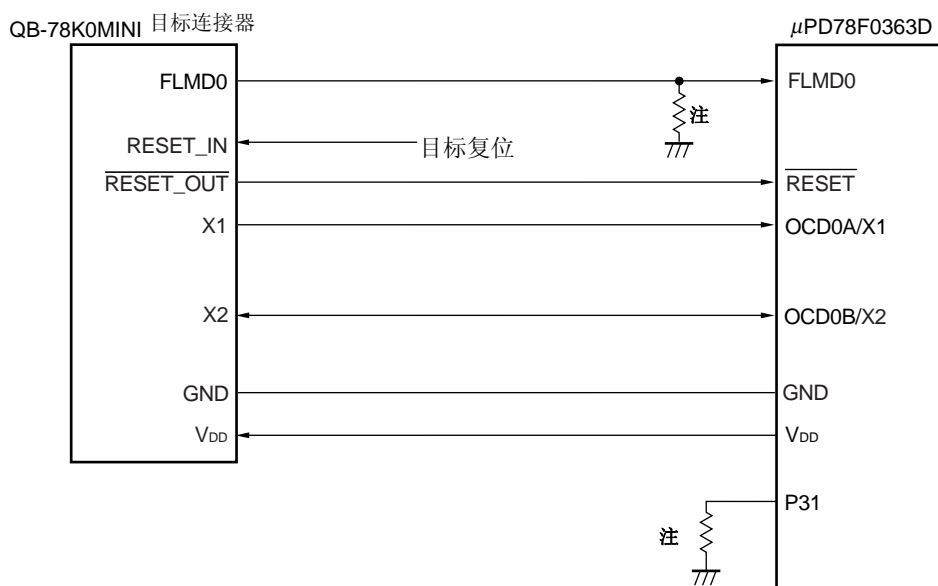 QB-78K0MINI 目标连接器
μPD78F0363D
FLMD0
FLMD0
注
RESET_IN
目标复位
RESET_OUT
RESET
X1
OCD0A/X1
X2
OCD0B/X2
GND
GND
VDD
VDD
P31
注